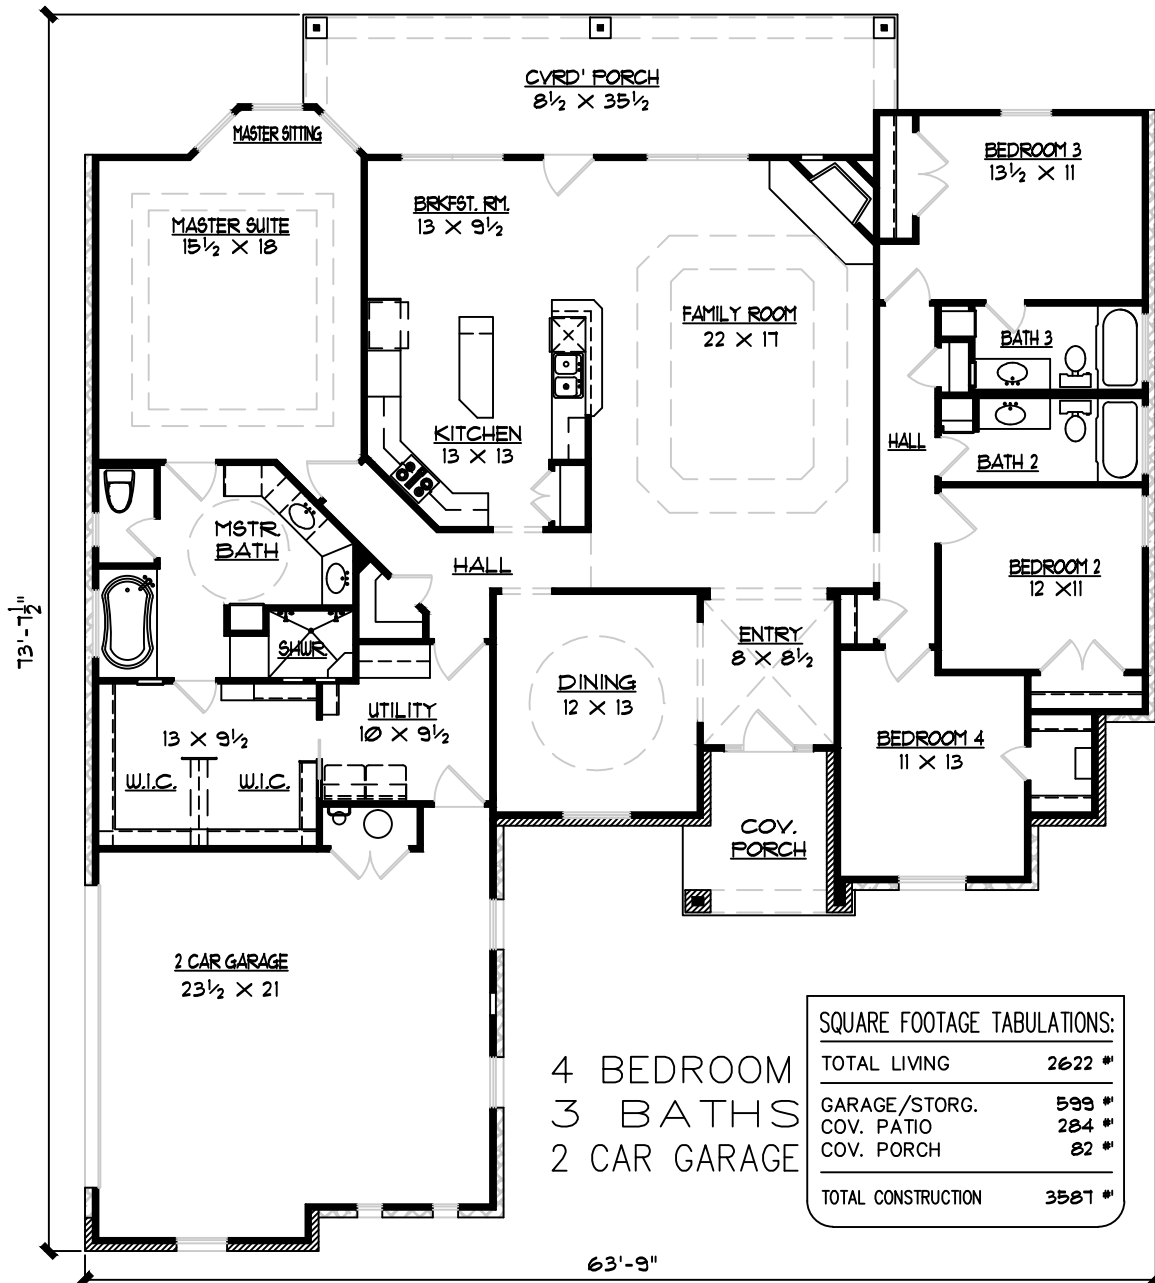 CVRD' PORCH
8½ X 35½
MASTER SITTING
BEDROOM 3
13½ X 11
MASTER SUITE
15½ X 18
BRKFST. RM.
13 X 9½
FAMILY ROOM
22 X 17
BATH 3
KITCHEN
13 X 13
HALL
BATH 2
MSTR.
BATH
HALL
BEDROOM 2
12 X11
73'-7½"
ENTRY
8 X 8½
SHWR.
DINING
12 X 13
UTILITY
10 X 9½
13 X 9½
W.I.C.
W.I.C.
BEDROOM 4
11 X 13
COV.
PORCH
2 CAR GARAGE
23½ X 21
4 BEDROOM
3 BATHS
2 CAR GARAGE
SQUARE FOOTAGE TABULATIONS:
TOTAL LIVING 2622 #'
GARAGE/STORG. 599 #'
COV. PATIO 284 #'
COV. PORCH 82 #'
TOTAL CONSTRUCTION 3587 #'
63'-9"